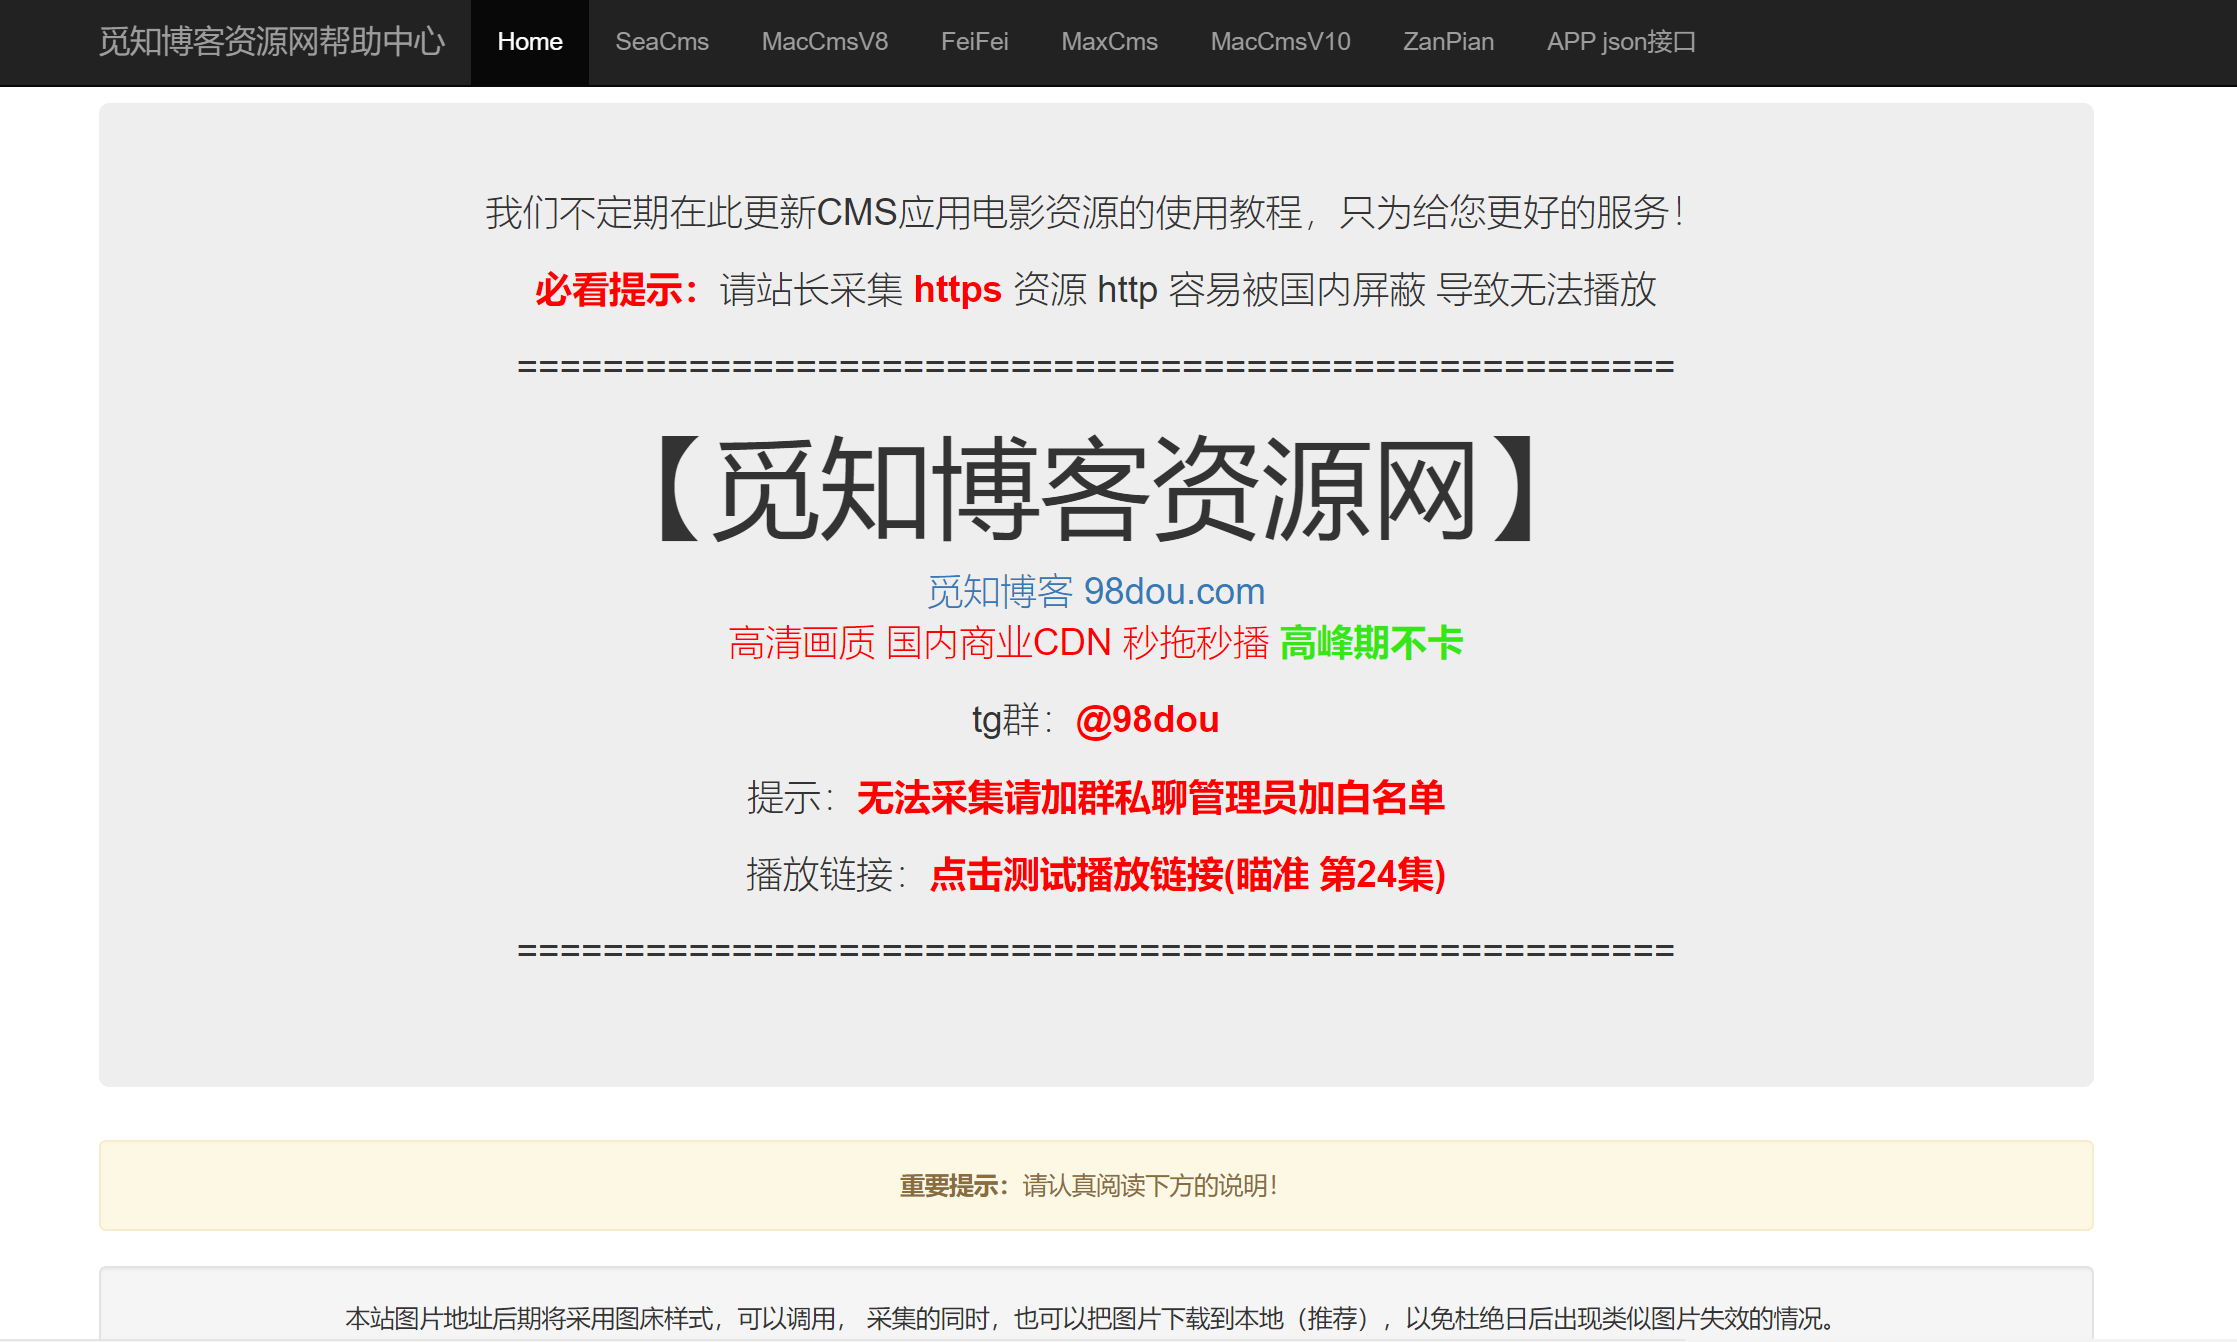 觅知博客资源网帮助中心 Home SeaCms MacCmsV8 FeiFei MaxCms MacCmsV10 ZanPian APP json接口
我们不定期在此更新CMS应用电影资源的使用教程，只为给您更好的服务！
必看提示：请站长采集 https 资源 http 容易被国内屏蔽 导致无法播放
======================================================
【觅知博客资源网】
觅知博客 98dou.com
高清画质 国内商业CDN 秒拖秒播 高峰期不卡
tg群：@98dou
提示：无法采集请加群私聊管理员加白名单
播放链接：点击测试播放链接(瞄准 第24集)
======================================================
重要提示：请认真阅读下方的说明！
本站图片地址后期将采用图床样式，可以调用， 采集的同时，也可以把图片下载到本地（推荐），以免杜绝日后出现类似图片失效的情况。